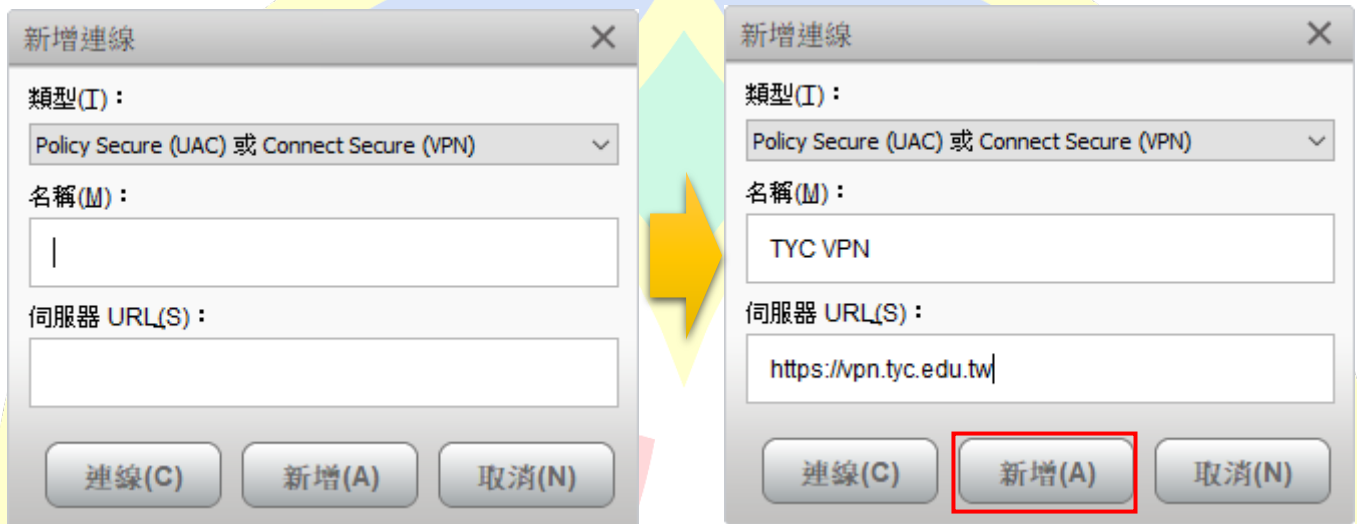 新增連線
類型(T)：
Policy Secure (UAC) 或 Connect Secure (VPN)
名稱(M)：
伺服器 URL(S)：
連線(C) 新增(A) 取消(N)
新增連線
類型(T)：
Policy Secure (UAC) 或 Connect Secure (VPN)
名稱(M)：
TYC VPN
伺服器 URL(S)：
https://vpn.tyc.edu.tw
連線(C) 新增(A) 取消(N)